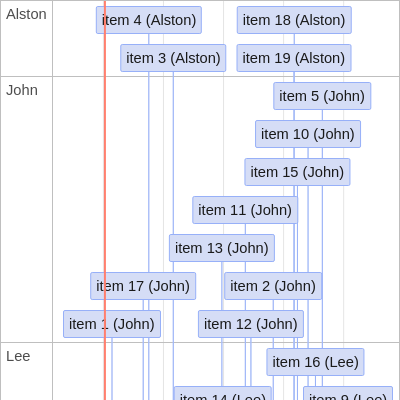 Alston
item 4 (Alston) item 18 (Alston)
item 3 (Alston) item 19 (Alston)
John
item 5 (John)
item 10 (John)
item 15 (John)
item 11 (John)
item 13 (John)
item 17 (John) item 2 (John)
item 1 (John) item 12 (John)
Lee
item 16 (Lee)
item 14 (Lee) item 9 (Lee)